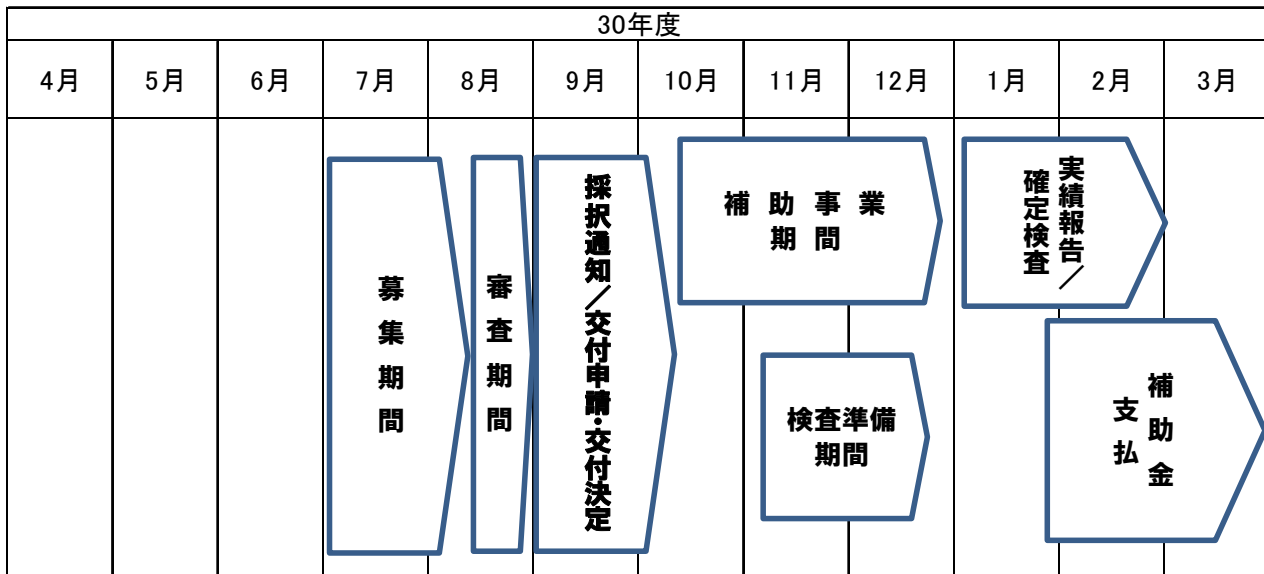 30年度
4月 5月 6月 7月 8月 9月 10月 11月 12月 1月 2月 3月
募集期間
審査期間
採択通知／交付申請・交付決定
補助事業
期間
検査準備
期間
実績報告／
確定検査
補助金
支払